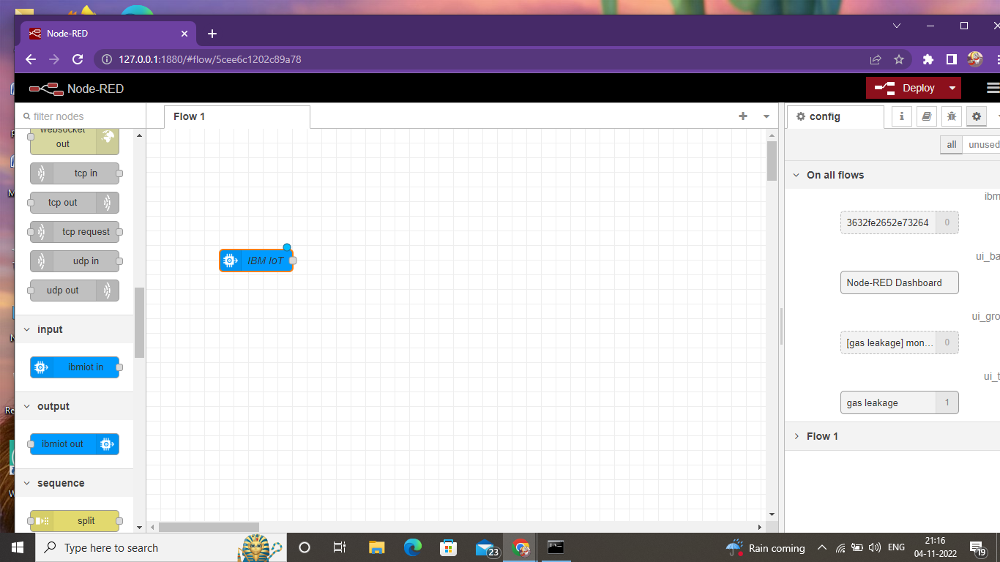 Node-RED
127.0.0.1:1880/#flow/5cee6c1202c89a78
Node-RED
Deploy
filter nodes
Flow 1
config
all
unused
websocket
out
tcp in
tcp out
tcp request
udp in
udp out
input
ibmiot in
output
ibmiot out
sequence
split
IBM IoT
On all flows
ibm
3632fe2652e73264 0
ui_ba
Node-RED Dashboard
ui_gro
[gas leakage] mon... 0
ui_t
gas leakage 1
Flow 1
Type here to search
23
Rain coming
ENG
21:16
04-11-2022
19